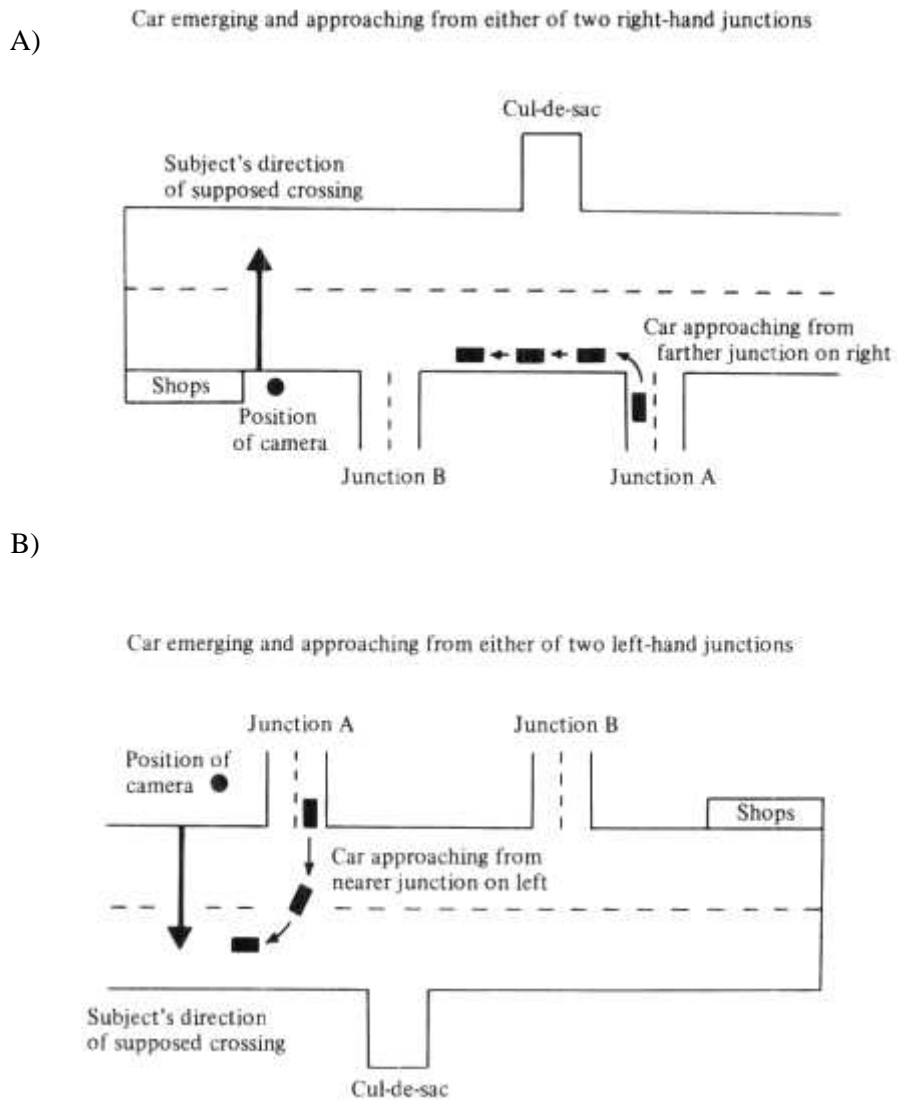 Car emerging and approaching from either of two right-hand junctions
A)
Cul-de-sac
Subject's direction
of supposed crossing
Car approaching from
farther junction on right
Shops
Position
of camera
Junction B
Junction A
B)
Car emerging and approaching from either of two left-hand junctions
Junction A
Junction B
Position of
camera
Shops
Car approaching from
nearer junction on left
Subject's direction
of supposed crossing
Cul-de-sac